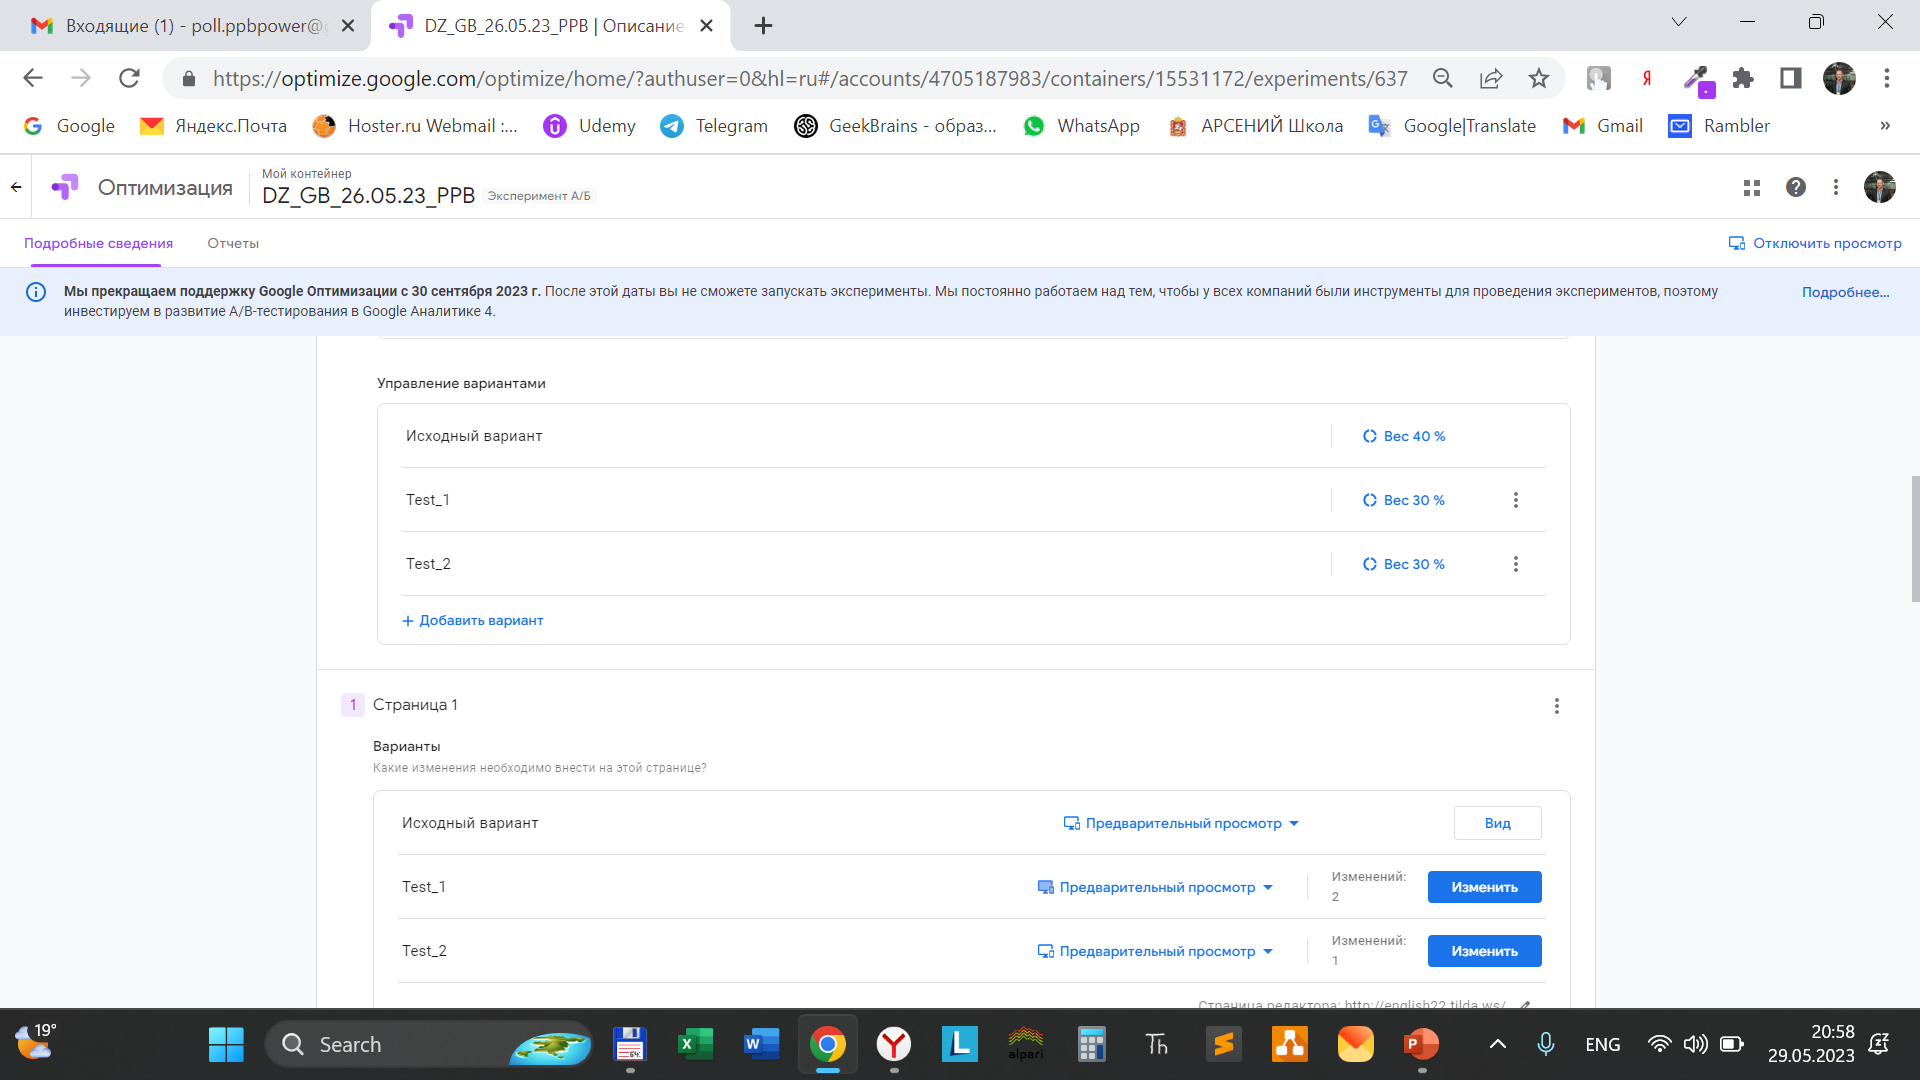 Входящие (1) - poll.ppbpower@g
DZ_GB_26.05.23_PPB | Описание
https://optimize.google.com/optimize/home/?authuser=0&hl=ru#/accounts/4705187983/containers/15531172/experiments/637
Я
Google
Яндекс.Почта
Hoster.ru Webmail :...
Udemy
Telegram
GeekBrains - образ...
WhatsApp
АРСЕНИЙ Школа
Google|Translate
Gmail
Rambler
»
Оптимизация
Мой контейнер
DZ_GB_26.05.23_PPB
Эксперимент А/Б
Подробные сведения
Отчеты
Отключить просмотр
Мы прекращаем поддержку Google Оптимизации с 30 сентября 2023 г. После этой даты вы не сможете запускать эксперименты. Мы постоянно работаем над тем, чтобы у всех компаний были инструменты для проведения экспериментов, поэтому
инвестируем в развитие A/B-тестирования в Google Аналитике 4.
Подробнее...
Управление вариантами
Исходный вариант
Вес 40 %
Test_1
Вес 30 %
Test_2
Вес 30 %
+ Добавить вариант
1 Страница 1
Варианты
Какие изменения необходимо внести на этой странице?
Исходный вариант
Предварительный просмотр
Вид
Test_1
Предварительный просмотр
Изменений:
2
Изменить
Test_2
Предварительный просмотр
Изменений:
1
Изменить
Страница редактора: http://english22.tilda.ws/
19°
Search
64
X
W
Y
L
alpari
Th
S
P
ENG
20:58
29.05.2023